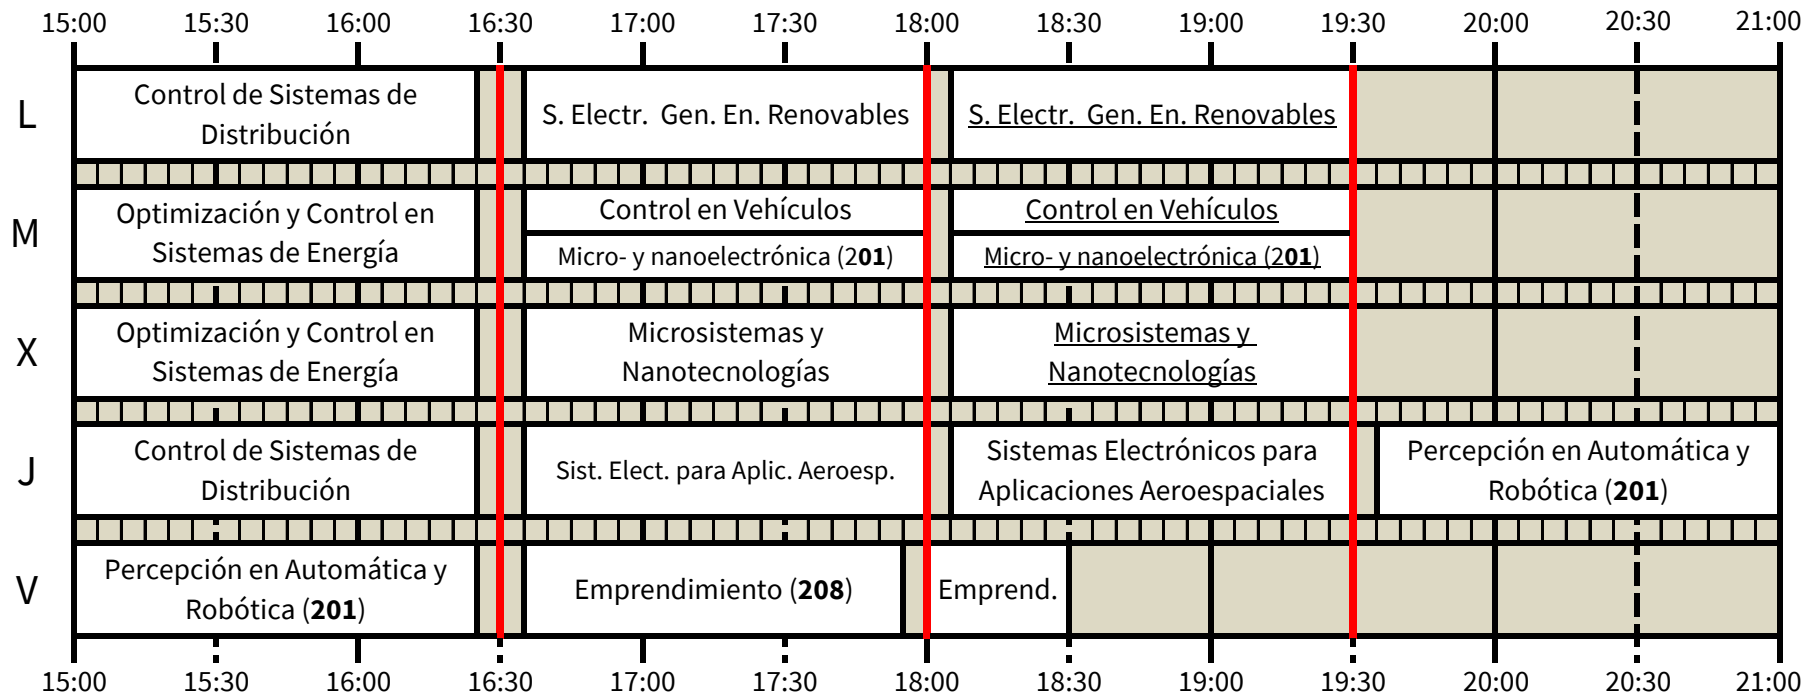 15:00 15:30 16:00 16:30 17:00 17:30 18:00 18:30 19:00 19:30 20:00 20:30 21:00
L
Control de Sistemas de
Distribución
S. Electr. Gen. En. Renovables
S. Electr. Gen. En. Renovables
M
Optimización y Control en
Sistemas de Energía
Control en Vehículos
Micro- y nanoelectrónica (201)
Control en Vehículos
Micro- y nanoelectrónica (201)
X
Optimización y Control en
Sistemas de Energía
Microsistemas y
Nanotecnologías
Microsistemas y
Nanotecnologías
J
Control de Sistemas de
Distribución
Sist. Elect. para Aplic. Aeroesp.
Sistemas Electrónicos para
Aplicaciones Aeroespaciales
Percepción en Automática y
Robótica (201)
V
Percepción en Automática y
Robótica (201)
Emprendimiento (208)
Emprend.
15:00 15:30 16:00 16:30 17:00 17:30 18:00 18:30 19:00 19:30 20:00 20:30 21:00